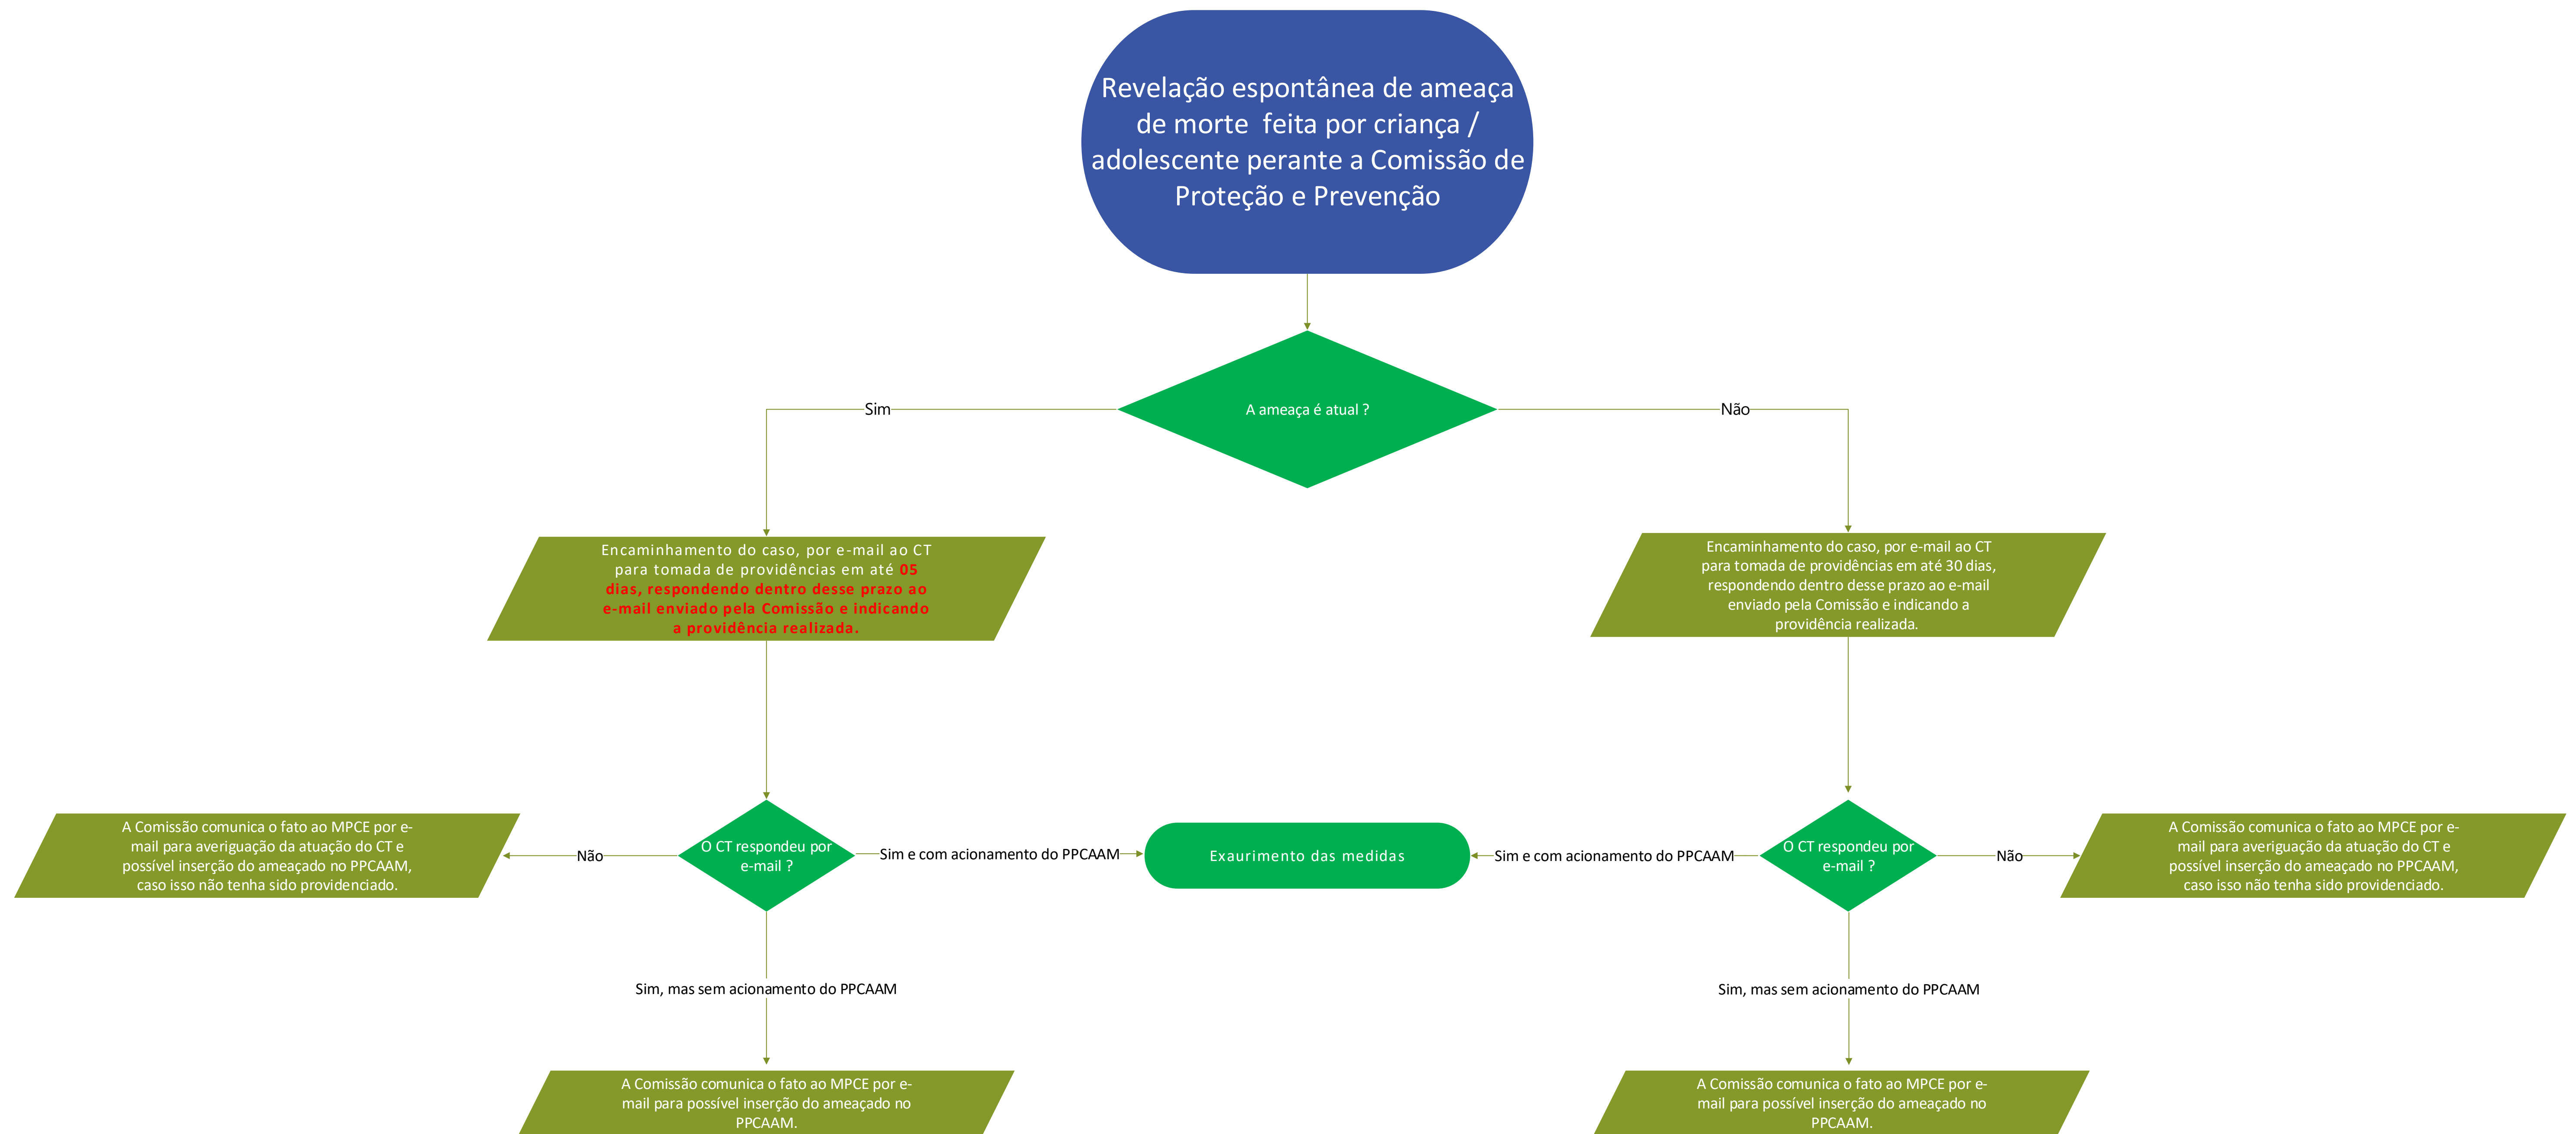 Revelação espontânea de ameaça
de morte feita por criança /
adolescente perante a Comissão de
Proteção e Prevenção
A ameaça é atual ?
Sim
Não
Encaminhamento do caso, por e-mail ao CT
para tomada de providências em até 05
dias, respondendo dentro desse prazo ao
e-mail enviado pela Comissão e indicando
a providência realizada.
Encaminhamento do caso, por e-mail ao CT
para tomada de providências em até 30 dias,
respondendo dentro desse prazo ao e-mail
enviado pela Comissão e indicando a
providência realizada.
A Comissão comunica o fato ao MPCE por e-
mail para averiguação da atuação do CT e
possível inserção do ameaçado no PPCAAM,
caso isso não tenha sido providenciado.
Não
O CT respondeu por
e-mail ?
Sim e com acionamento do PPCAAM
Exaurimento das medidas
Sim e com acionamento do PPCAAM
O CT respondeu por
e-mail ?
Não
A Comissão comunica o fato ao MPCE por e-
mail para averiguação da atuação do CT e
possível inserção do ameaçado no PPCAAM,
caso isso não tenha sido providenciado.
Sim, mas sem acionamento do PPCAAM
Sim, mas sem acionamento do PPCAAM
A Comissão comunica o fato ao MPCE por e-
mail para possível inserção do ameaçado no
PPCAAM.
A Comissão comunica o fato ao MPCE por e-
mail para possível inserção do ameaçado no
PPCAAM.